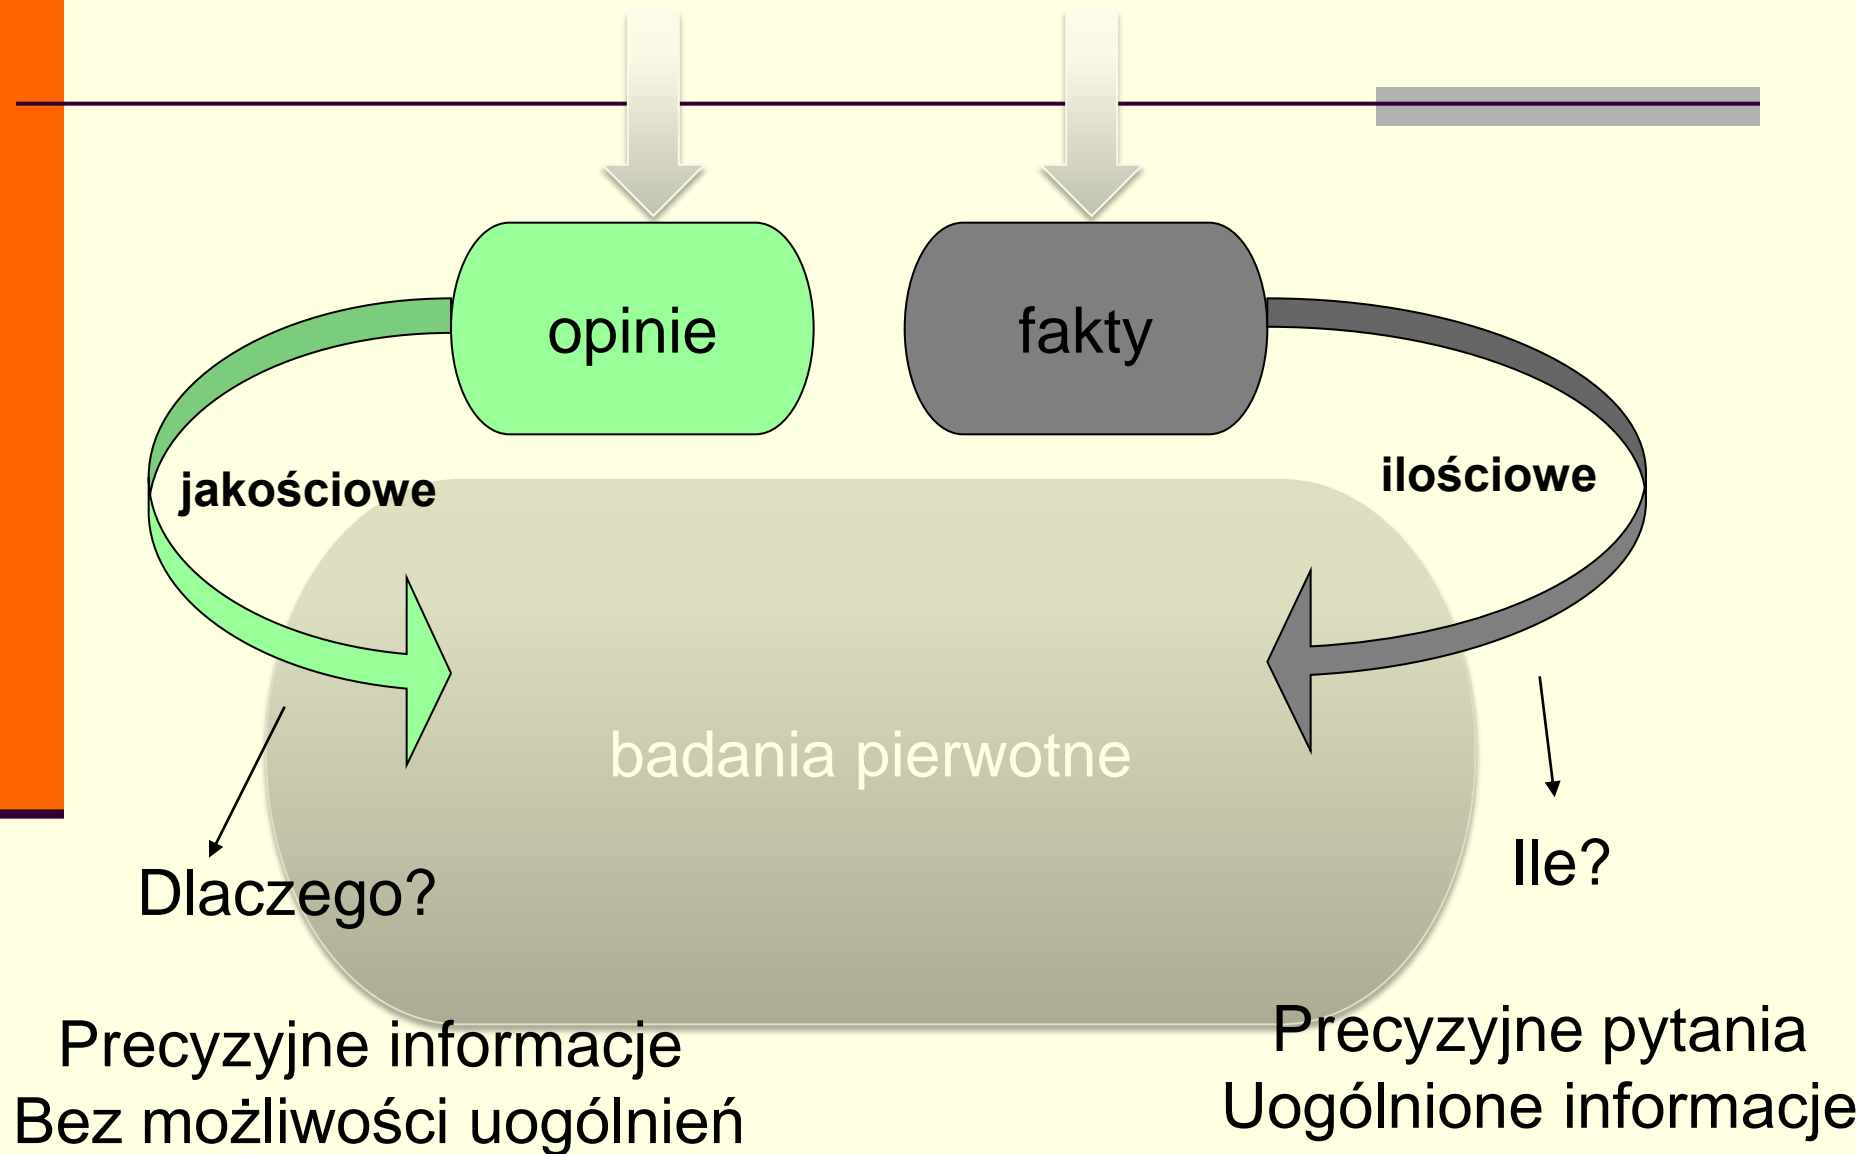 opinie
fakty
jakościowe
ilościowe
badania pierwotne
Dlaczego?
Ile?
Precyzyjne informacje
Bez możliwości uogólnień
Precyzyjne pytania
Uogólnione informacje